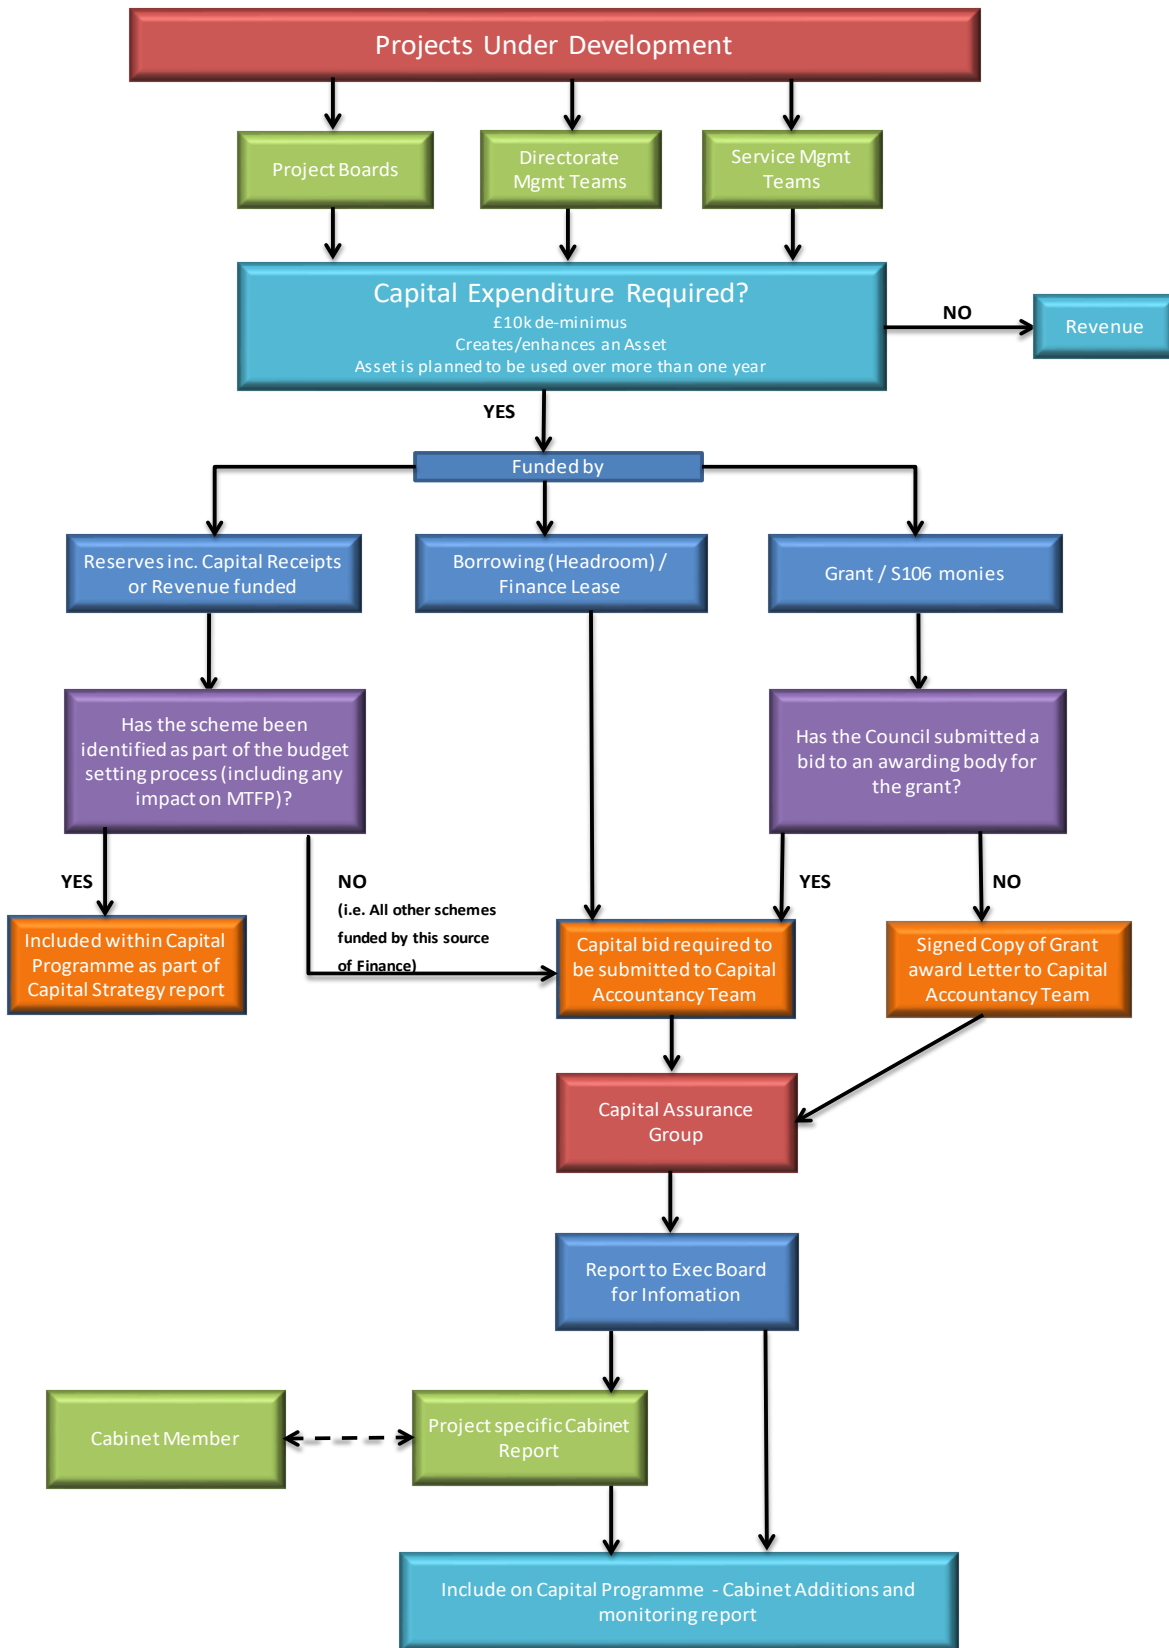 Projects Under Development
Project Boards
Directorate
Mgmt Teams
Service Mgmt
Teams
Capital Expenditure Required?
£10k de-minimus
Creates/enhances an Asset
Asset is planned to be used over more than one year
NO
Revenue
YES
Funded by
Reserves inc. Capital Receipts
or Revenue funded
Borrowing (Headroom) /
Finance Lease
Grant / S106 monies
Has the scheme been
identified as part of the budget
setting process (including any
impact on MTFP)?
Has the Council submitted a
bid to an awarding body for
the grant?
YES
NO
(i.e. All other schemes
funded by this source
of Finance)
YES
NO
Included within Capital
Programme as part of
Capital Strategy report
Capital bid required to
be submitted to Capital
Accountancy Team
Signed Copy of Grant
award Letter to Capital
Accountancy Team
Capital Assurance
Group
Report to Exec Board
for Infomation
Cabinet Member
Project specific Cabinet
Report
Include on Capital Programme - Cabinet Additions and
monitoring report